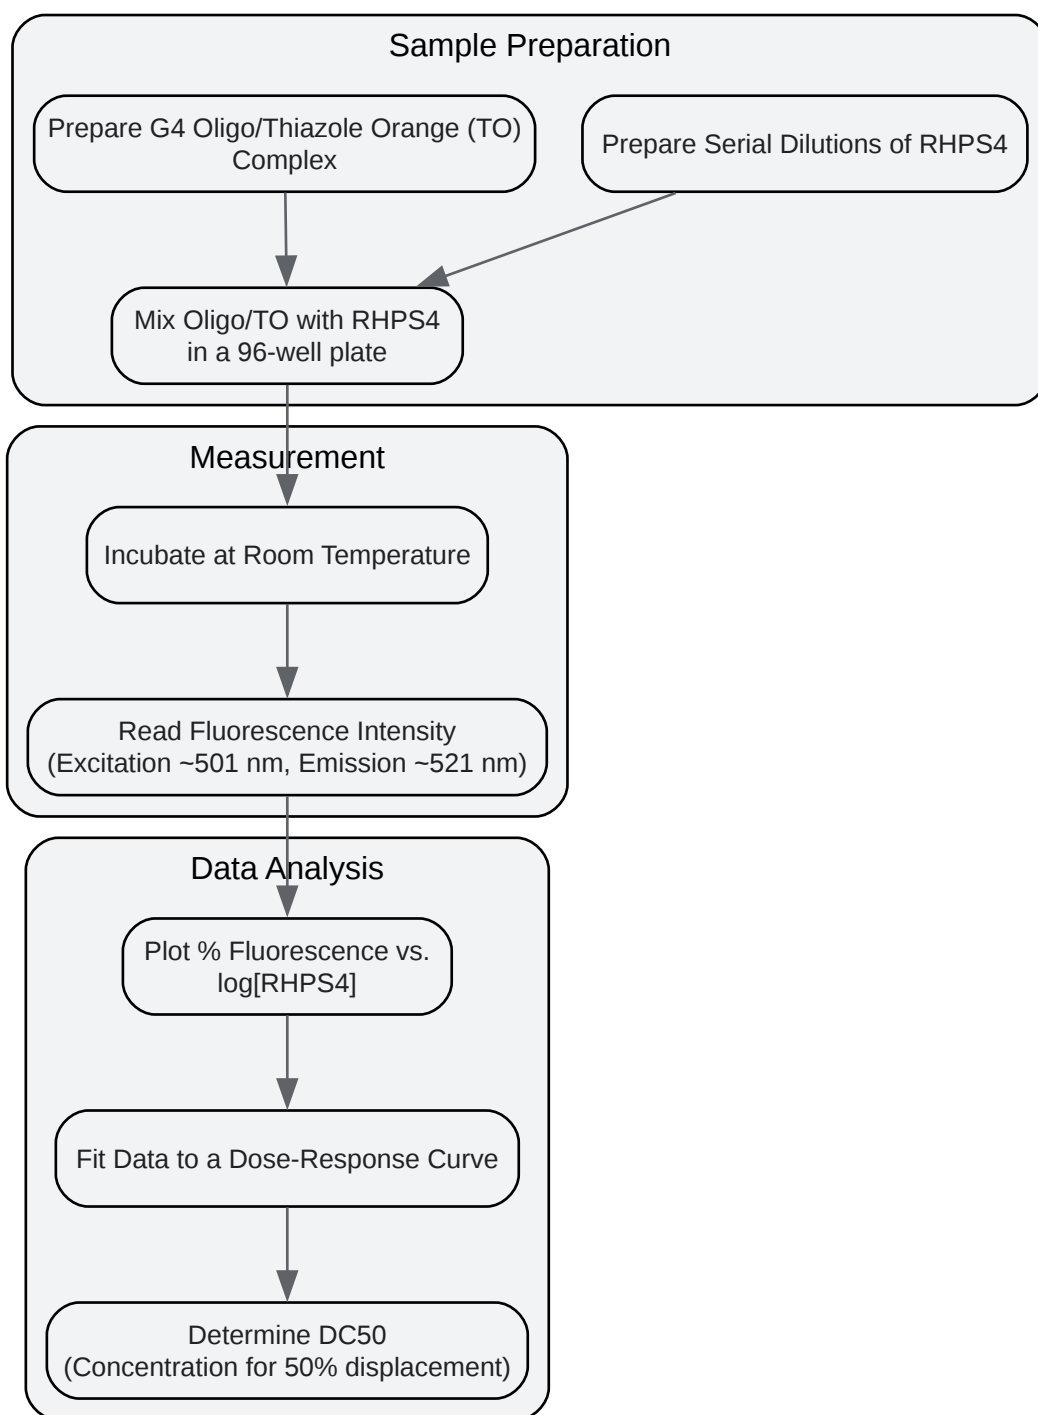 Sample Preparation
Prepare G4 Oligo/Thiazole Orange (TO)
Complex
Prepare Serial Dilutions of RHPS4
Mix Oligo/TO with RHPS4
in a 96-well plate
Measurement
Incubate at Room Temperature
Read Fluorescence Intensity
(Excitation ~501 nm, Emission ~521 nm)
Data Analysis
Plot % Fluorescence vs.
log[RHPS4]
Fit Data to a Dose-Response Curve
Determine DC50
(Concentration for 50% displacement)